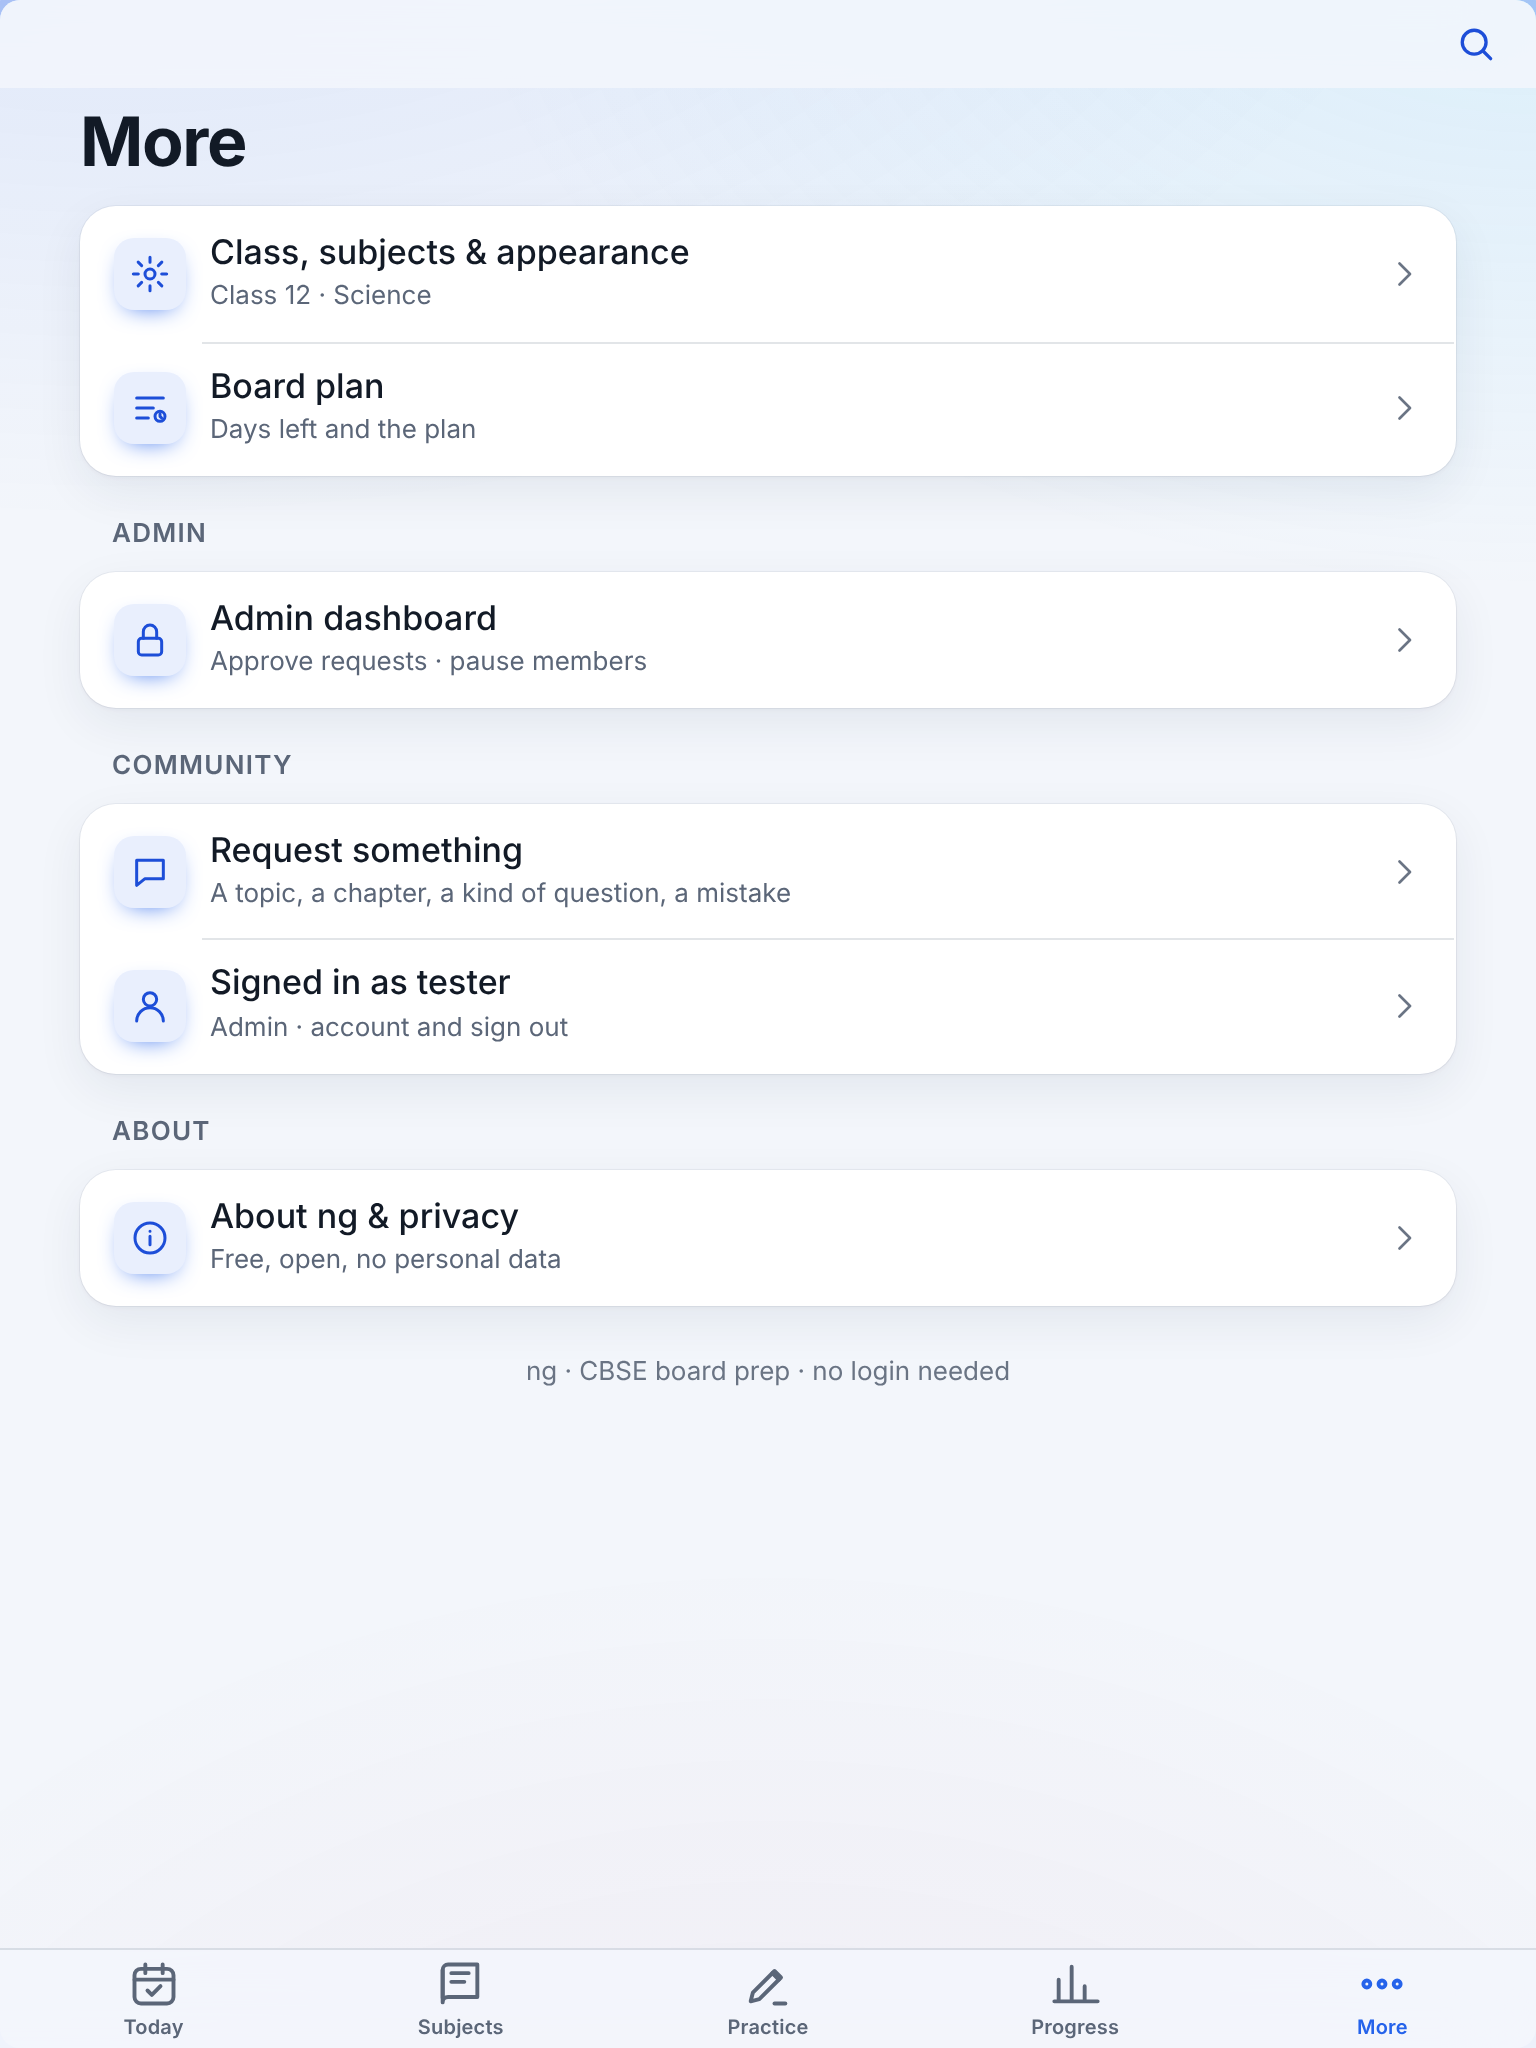 More
Class, subjects & appearance
Class 12 · Science
Board plan
Days left and the plan
ADMIN
Admin dashboard
Approve requests · pause members
COMMUNITY
Request something
A topic, a chapter, a kind of question, a mistake
Signed in as tester
Admin · account and sign out
ABOUT
About ng & privacy
Free, open, no personal data
ng · CBSE board prep · no login needed
Today Subjects Practice Progress More